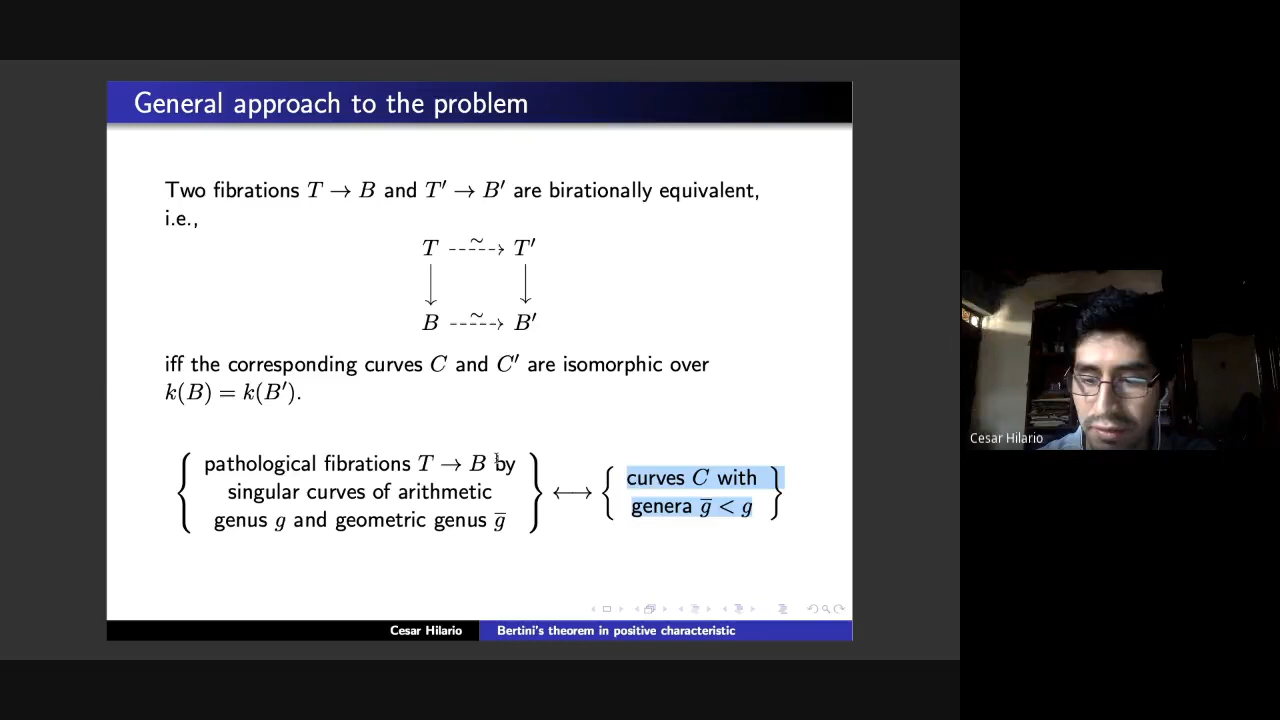 General approach to the problem
Two fibrations T → B and T′ → B′ are birationally equivalent,
i.e.,
T ∼ T′
B ∼ B′
iff the corresponding curves C and C′ are isomorphic over
k(B) = k(B′).
pathological fibrations T → B by
singular curves of arithmetic
genus g and geometric genus g̅
⟷
curves C with
genera g̅ < g
Cesar Hilario
Bertini's theorem in positive characteristic
Cesar Hilario